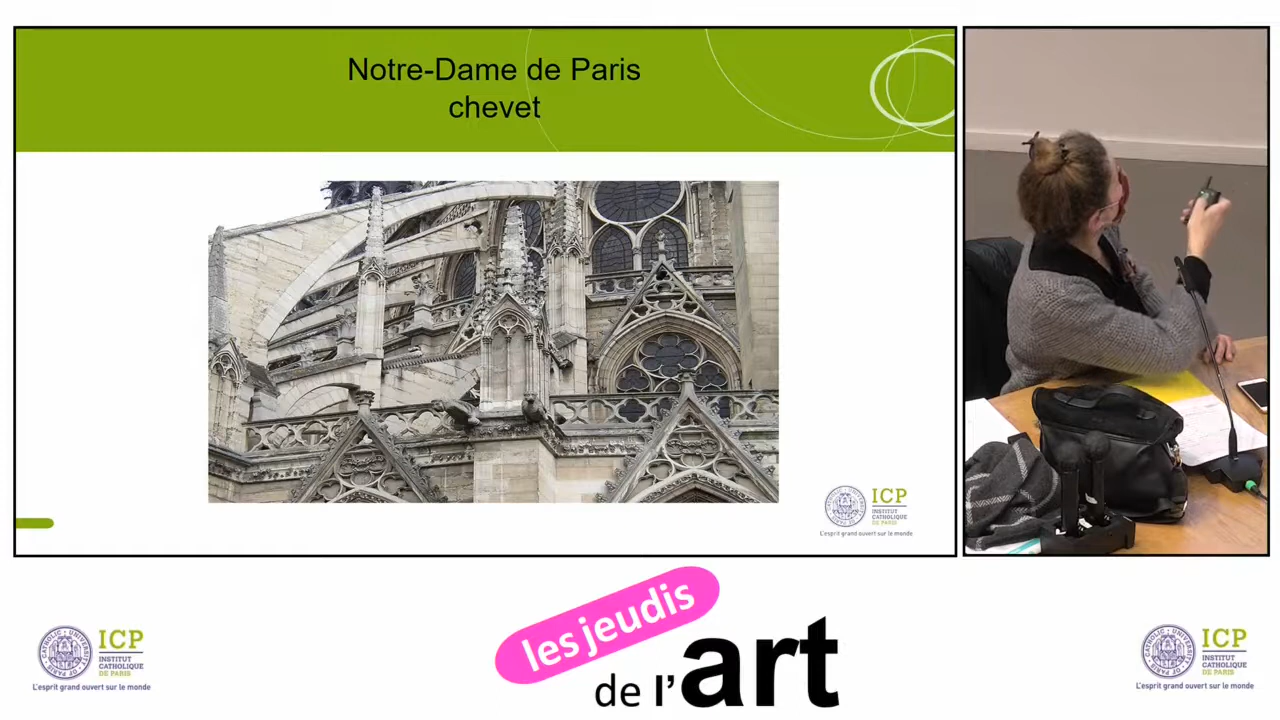 Notre-Dame de Paris
chevet
ICP
INSTITUT
CATHOLIQUE
DE PARIS
L'esprit grand ouvert sur le monde
les jeudis
de l'art
ICP
INSTITUT
CATHOLIQUE
DE PARIS
L'esprit grand ouvert sur le monde
ICP
INSTITUT
CATHOLIQUE
DE PARIS
L'esprit grand ouvert sur le monde